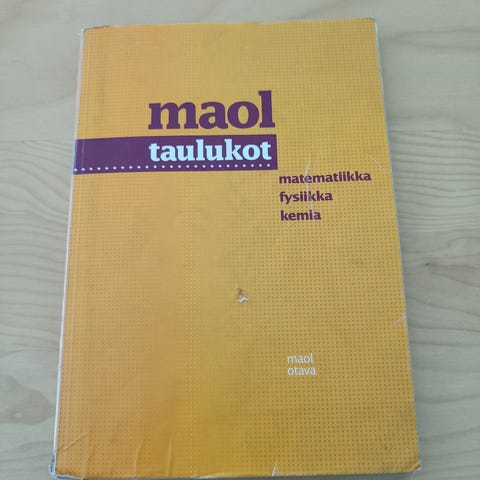 maol
taulukot
matematiikka
fysiikka
kemia
maol
otava